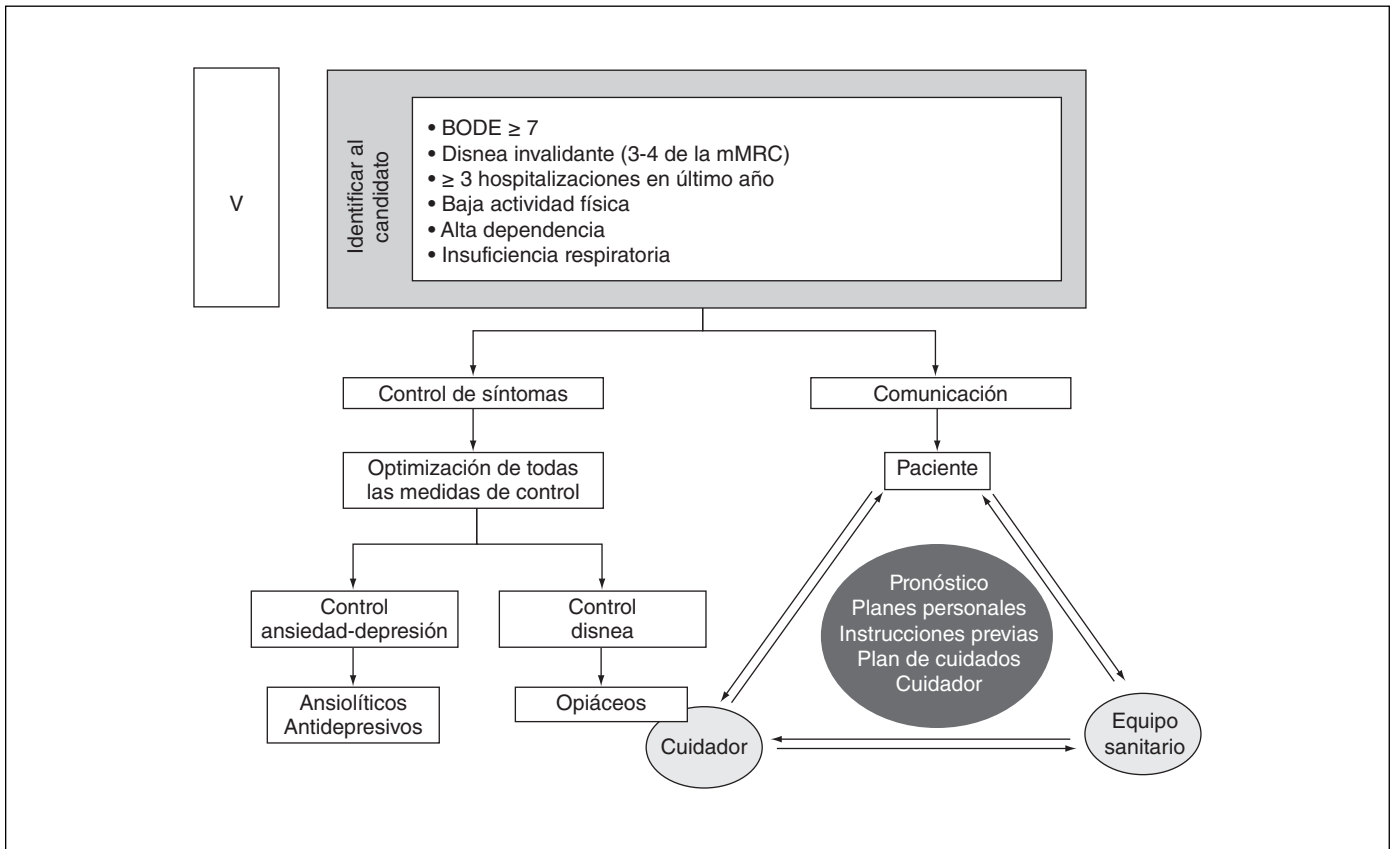 V
Identificar al
candidato
• BODE ≥ 7
• Disnea invalidante (3-4 de la mMRC)
• ≥ 3 hospitalizaciones en último año
• Baja actividad física
• Alta dependencia
• Insuficiencia respiratoria
Control de síntomas
Comunicación
Optimización de todas
las medidas de control
Paciente
Control
ansiedad-depresión
Control
disnea
Ansiolíticos
Antidepresivos
Opiáceos
Pronóstico
Planes personales
Instrucciones previas
Plan de cuidados
Cuidador
Cuidador
Equipo
sanitario